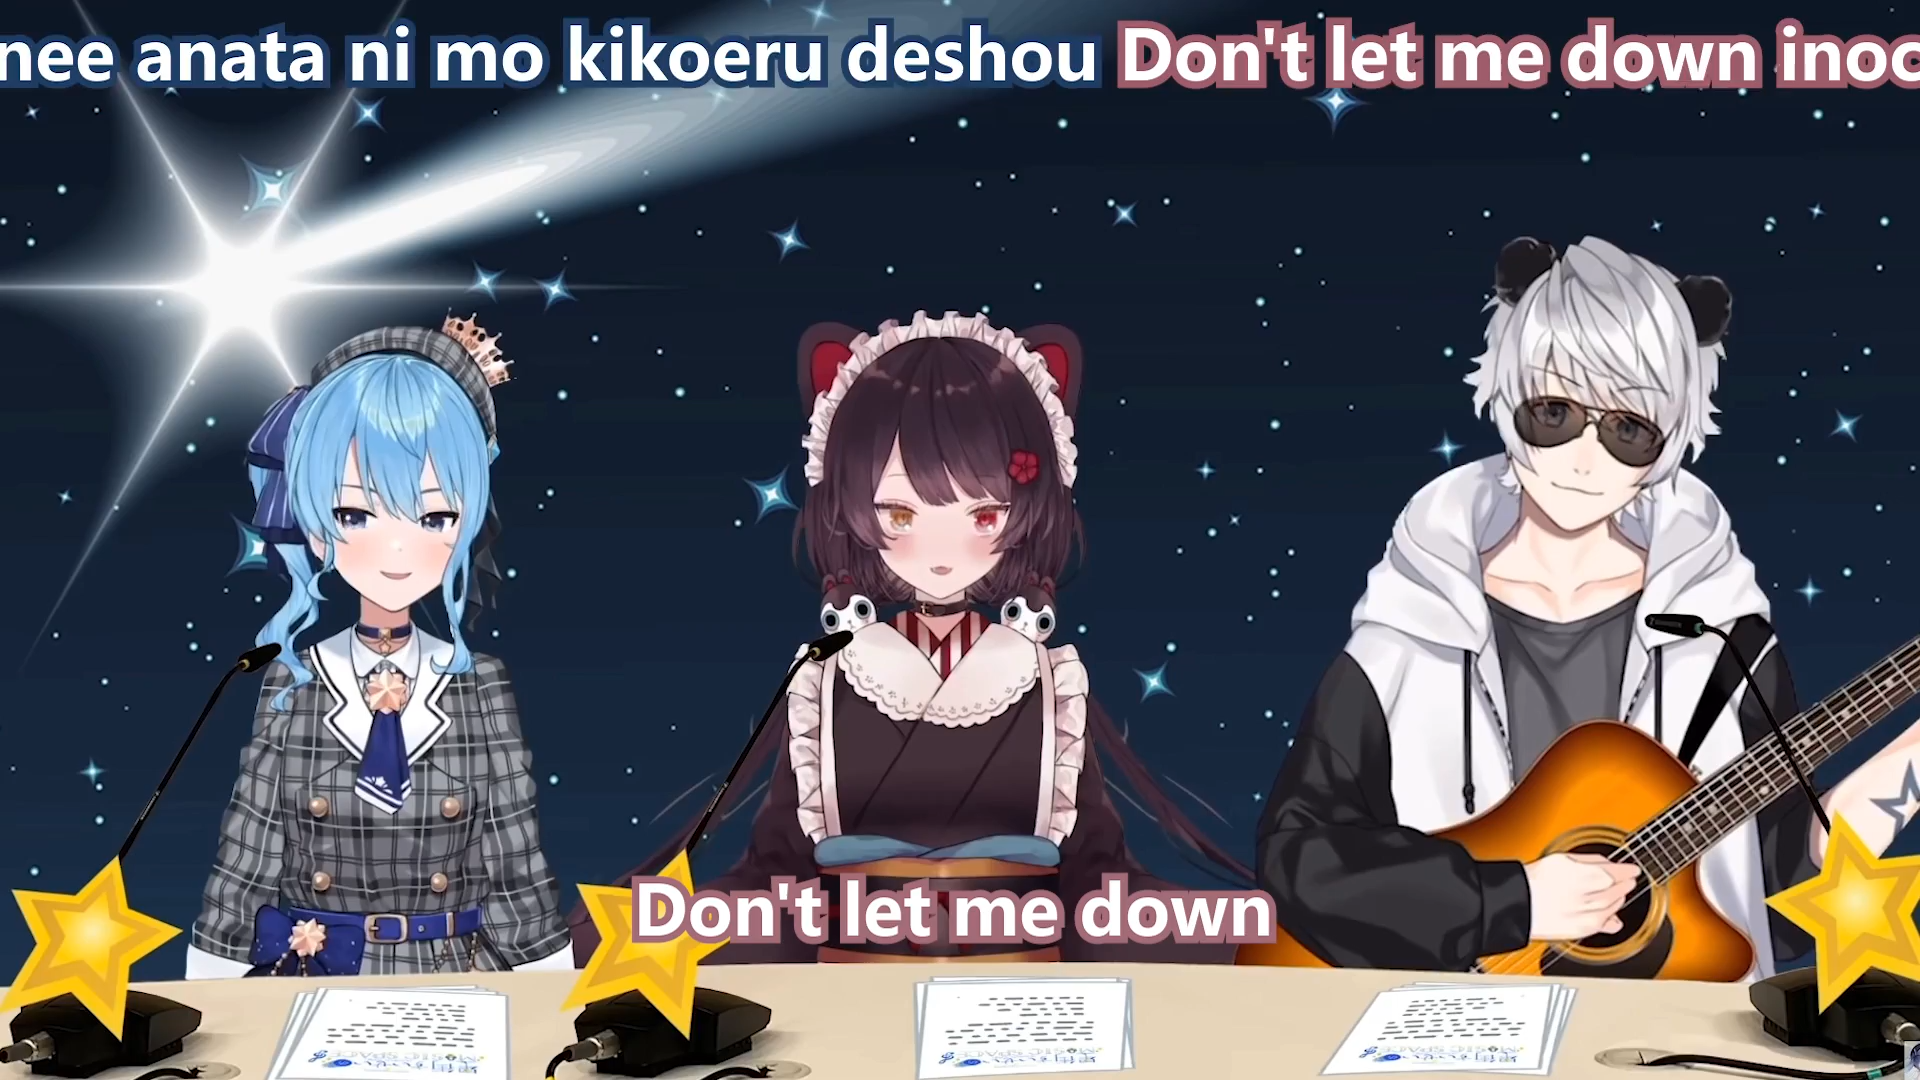 nee anata ni mo kikoeru deshou Don't let me down inoc
Don't let me down